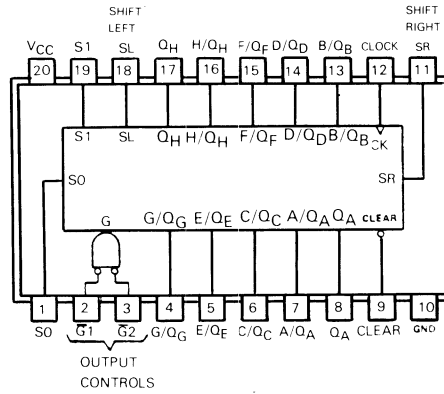 SHIFT LEFT
SHIFT RIGHT
VCC S1 SL QH H/QH F/QF D/QD B/QB CLOCK SR
20 19 18 17 16 15 14 13 12 11
S1 SL QH H/QH F/QF D/QD B/QB CK
S0 SR
G G/QG E/QE C/QC A/QA QA CLEAR
1 2 3 4 5 6 7 8 9 10
S0 G̅1 G̅2 G/QG E/QE C/QC A/QA QA CLEAR GND
OUTPUT
CONTROLS